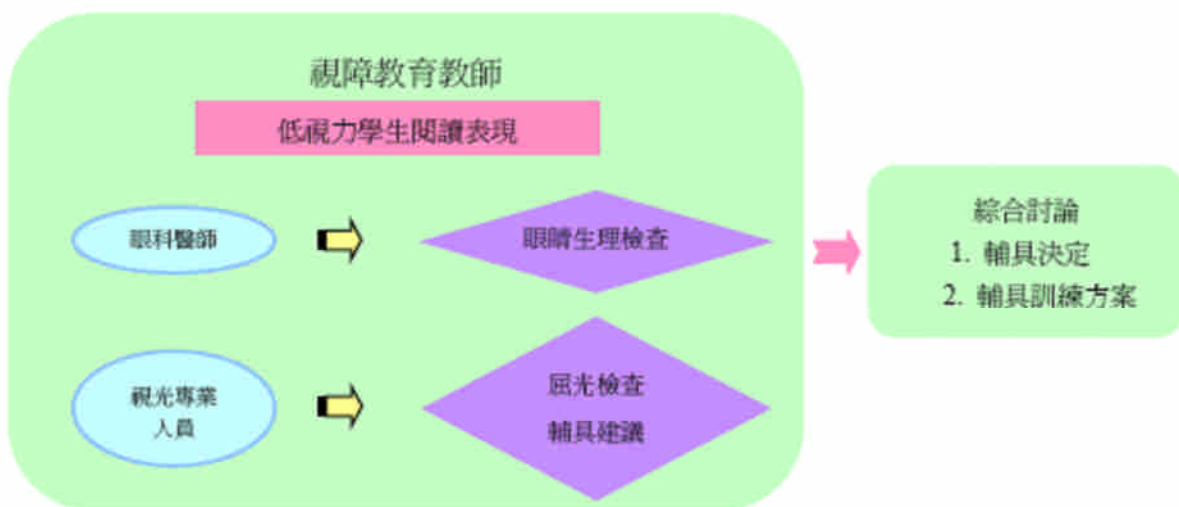 視障教育教師
低視力學生閱讀表現
眼科醫師
眼睛生理檢查
視光專業
人員
屈光檢查
輔具建議
綜合討論
1. 輔具決定
2. 輔具訓練方案